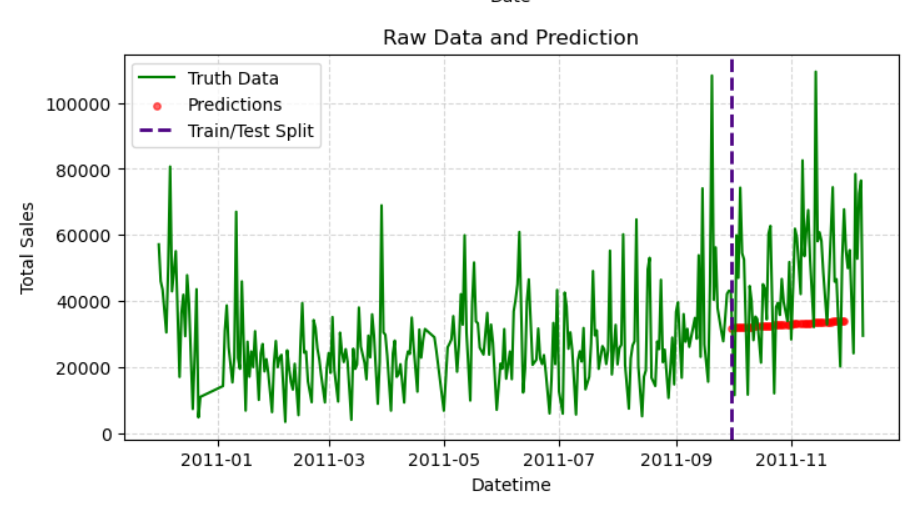 Date
Raw Data and Prediction
Truth Data
Predictions
Train/Test Split
Total Sales
100000
80000
60000
40000
20000
0
2011-01 2011-03 2011-05 2011-07 2011-09 2011-11
Datetime